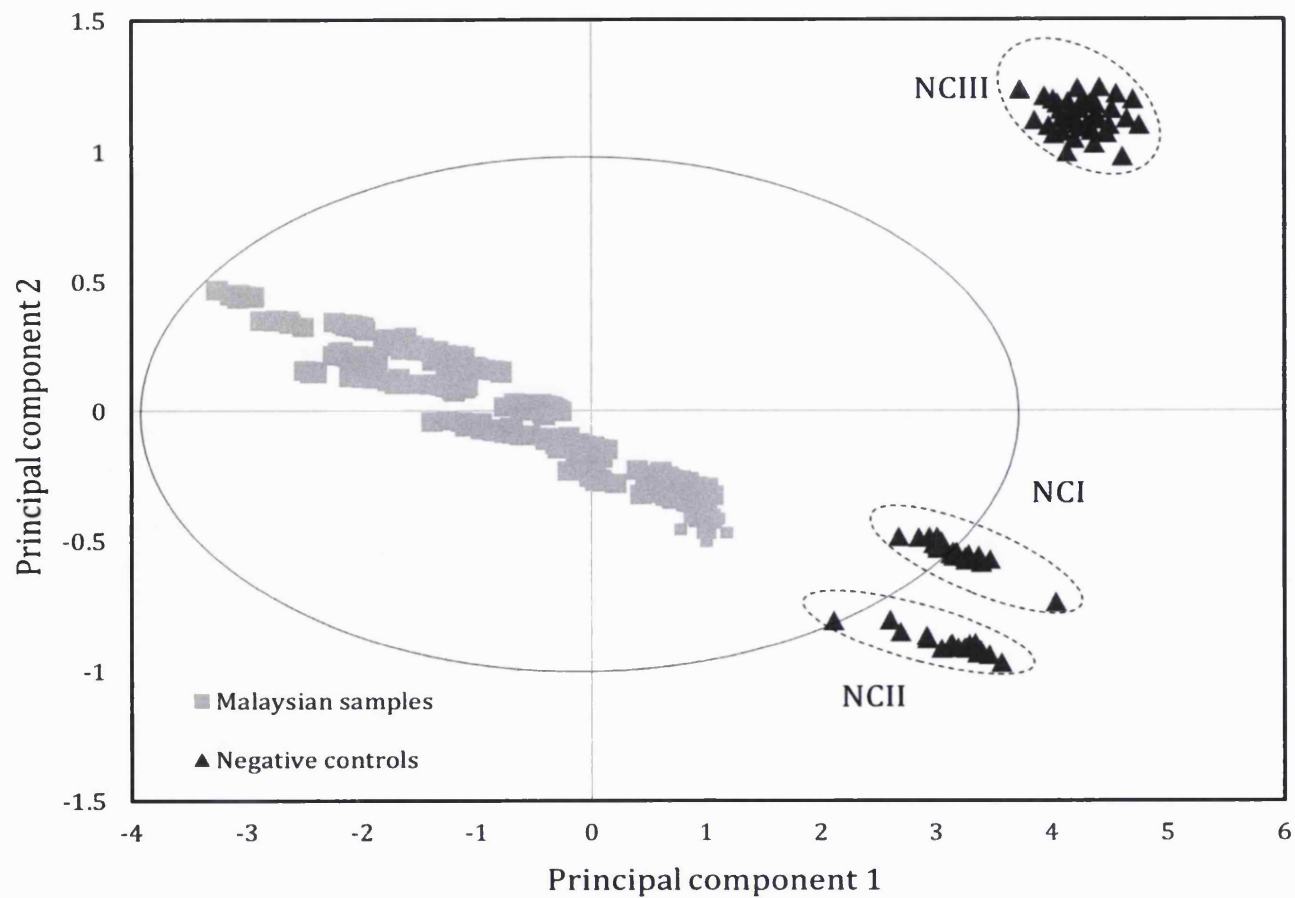 1.5
1
0.5
0
-0.5
-1
-1.5
-4
-3
-2
-1
0
1
2
3
4
5
6
Principal component 2
Principal component 1
NCIII
NCI
NCII
Malaysian samples
Negative controls